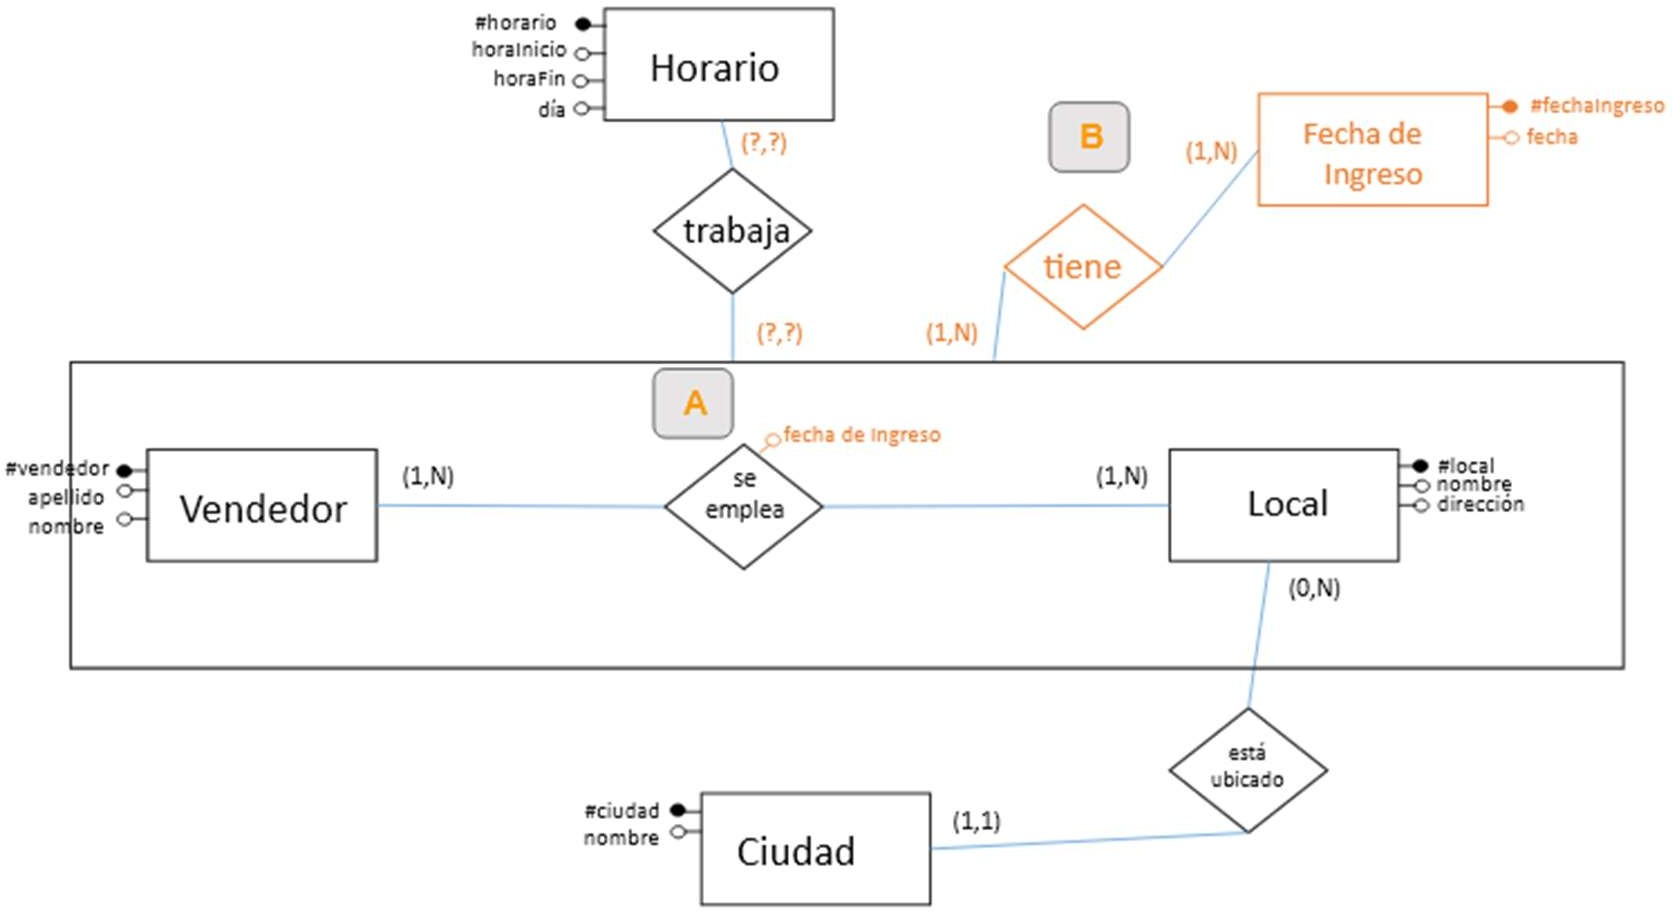 #horario
horaInicio
horaFin
día
Horario
(?,?)
trabaja
(?,?)
B
(1,N)
Fecha de
Ingreso
#fechaIngreso
fecha
tiene
(1,N)
A
fecha de Ingreso
#vendedor
apellido
nombre
Vendedor
(1,N)
se
emplea
(1,N)
Local
#local
nombre
dirección
(0,N)
está
ubicado
#ciudad
nombre
Ciudad
(1,1)